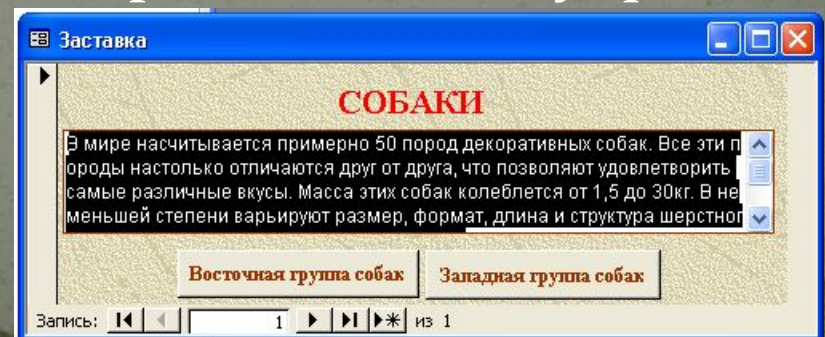 Заставка
СОБАКИ
В мире насчитывается примерно 50 пород декоративных собак. Все эти п
ороды настолько отличаются друг от друга, что позволяют удовлетворить
самые различные вкусы. Масса этих собак колеблется от 1,5 до 30кг. В не
меньшей степени варьируют размер, формат, длина и структура шерстног
Восточная группа собак Западная группа собак
Запись: 1 из 1